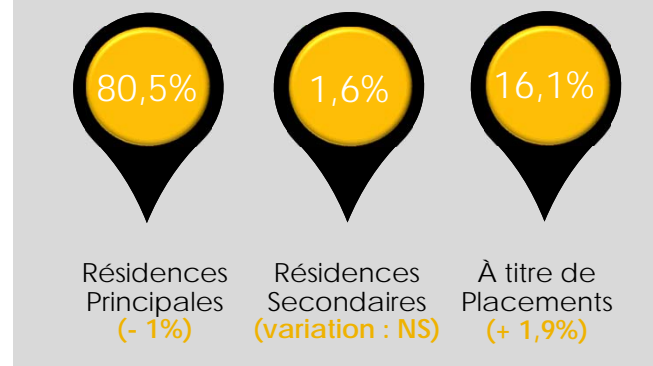 80,5%
1,6%
16,1%
Résidences
Principales
(- 1%)
Résidences
Secondaires
(variation : NS)
À titre de
Placements
(+ 1,9%)